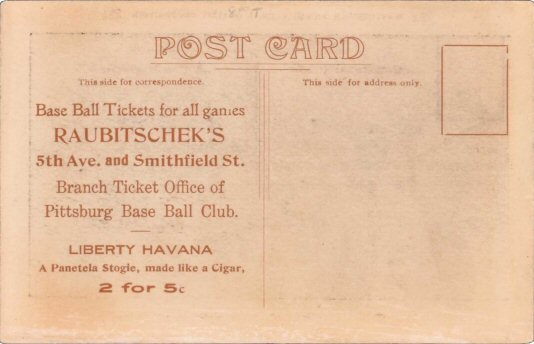 POST CARD
This side for correspondence.
This side for address only.
Base Ball Tickets for all games
RAUBITSCHEK'S
5th Ave. and Smithfield St.
Branch Ticket Office of
Pittsburg Base Ball Club.
LIBERTY HAVANA
A Panetela Stogie, made like a Cigar,
2 for 5c